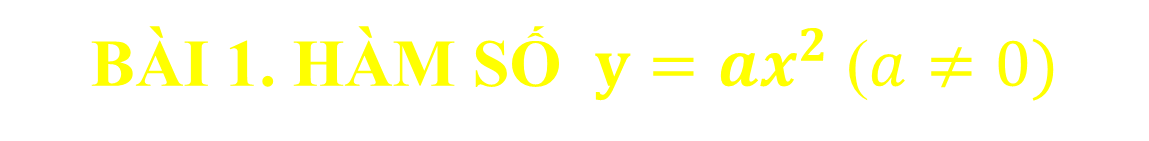 BÀI 1. HÀM SỐ y = ax² (a ≠ 0)